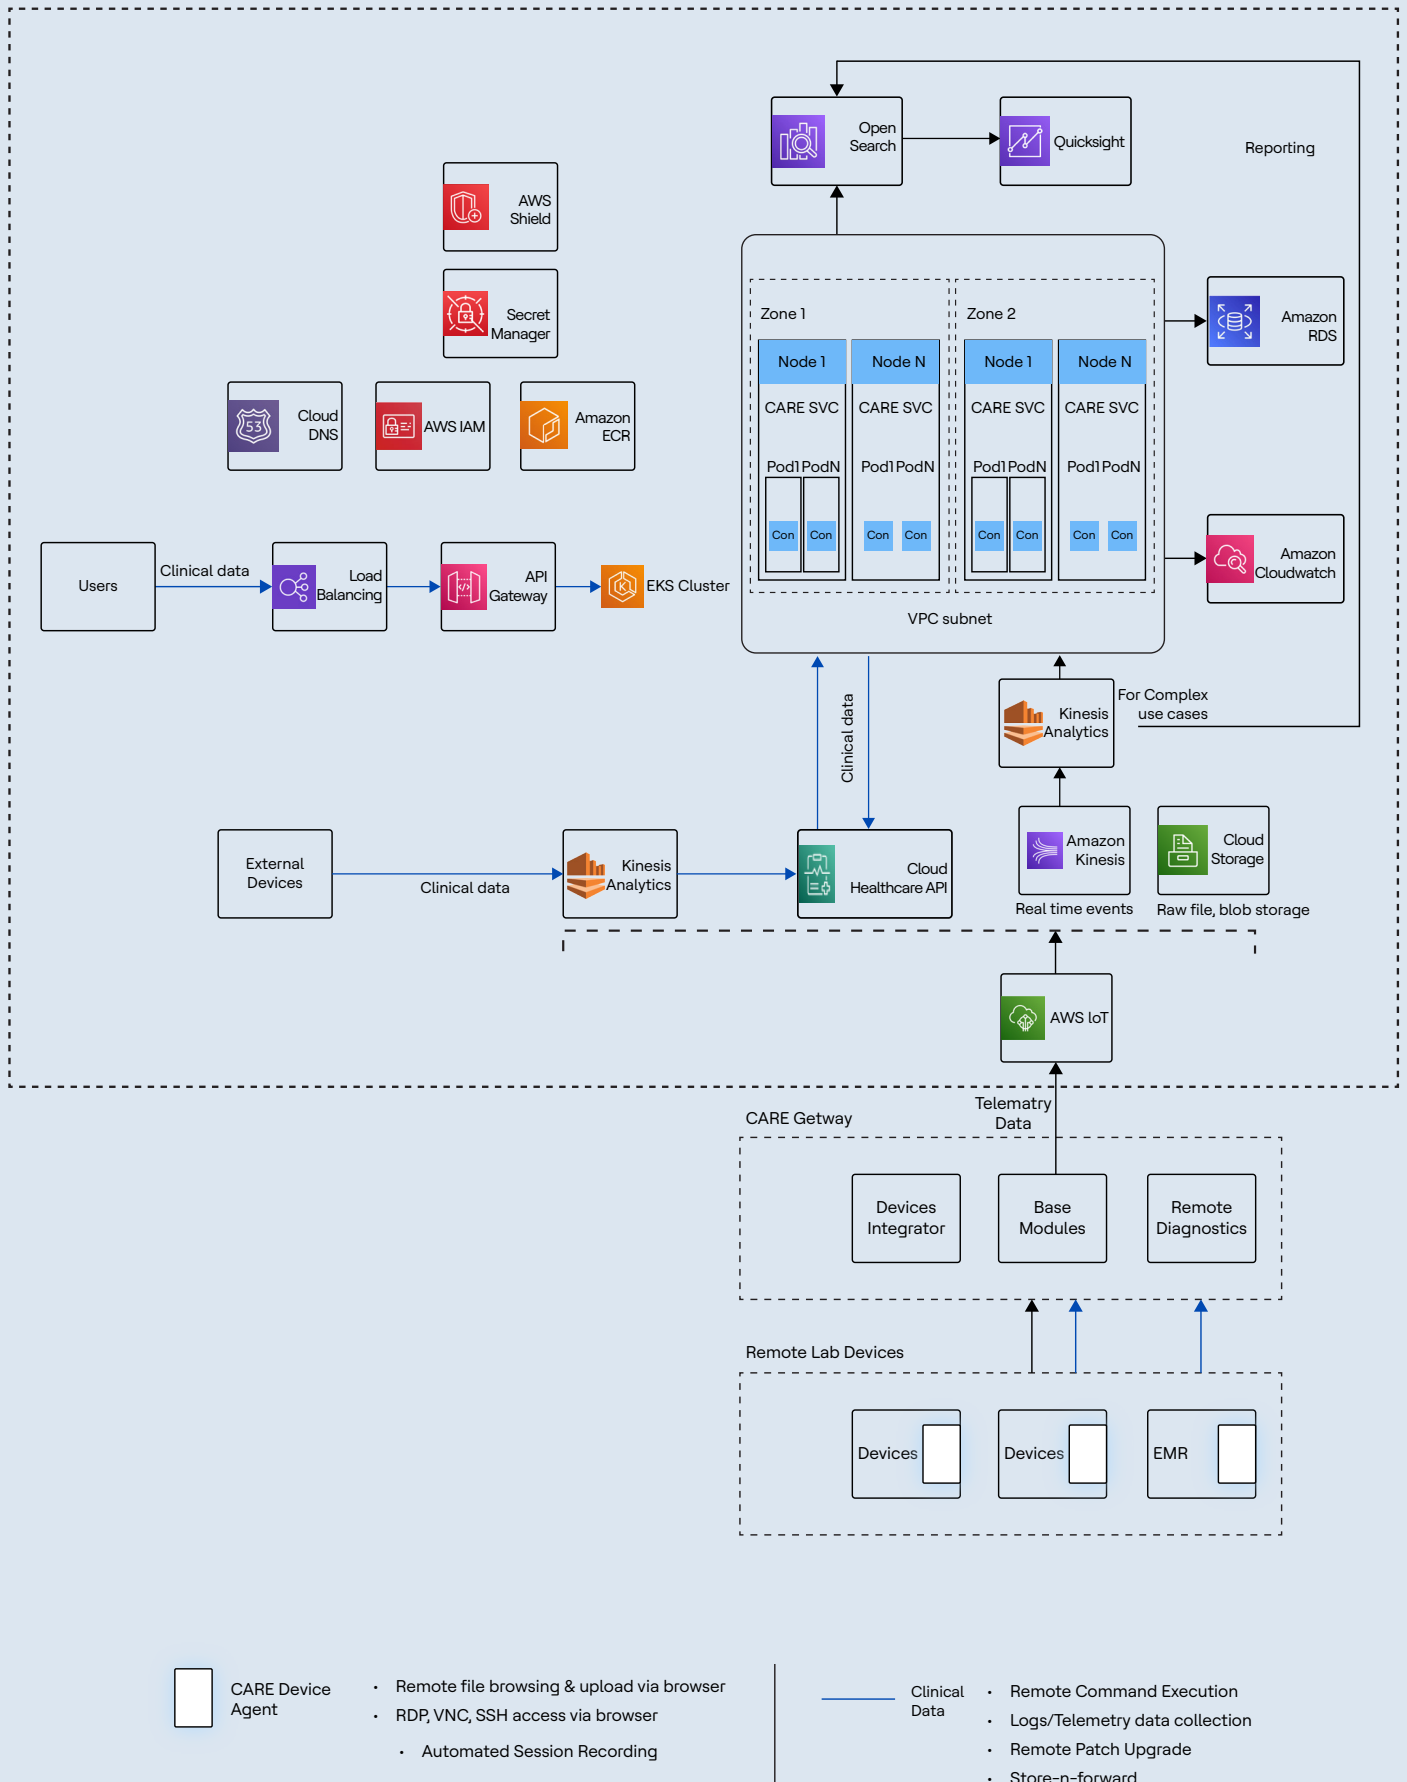 Open
Search
Quicksight
Reporting
AWS
Shield
Secret
Manager
Cloud
DNS
53
AWS IAM
Amazon
ECR
Zone 1
Zone 2
Node 1
Node N
Node 1
Node N
CARE SVC
CARE SVC
CARE SVC
CARE SVC
Pod1 PodN
Pod1 PodN
Pod1 PodN
Pod1 PodN
Con
Con
Con
Con
Con
Con
Con
Con
VPC subnet
Amazon
RDS
Amazon
Cloudwatch
Users
Clinical data
Load
Balancing
API
Gateway
K
EKS Cluster
Clinical data
Kinesis
Analytics
For Complex
use cases
External
Devices
Clinical data
Kinesis
Analytics
Cloud
Healthcare API
Amazon
Kinesis
Real time events
Cloud
Storage
Raw file, blob storage
AWS IoT
Telematry
Data
CARE Getway
Devices
Integrator
Base
Modules
Remote
Diagnostics
Remote Lab Devices
Devices
Devices
EMR
CARE Device
Agent
• Remote file browsing & upload via browser
• RDP, VNC, SSH access via browser
• Automated Session Recording
Clinical
Data
• Remote Command Execution
• Logs/Telemetry data collection
• Remote Patch Upgrade
• Store-n-forward